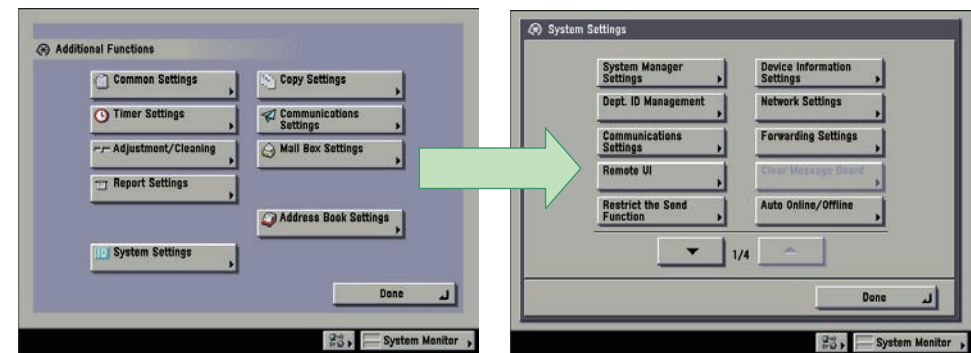 Additional Functions
Common Settings
Copy Settings
Timer Settings
Communications
Settings
Adjustment/Cleaning
Mail Box Settings
Report Settings
Address Book Settings
System Settings
Done
System Monitor
System Settings
System Manager
Settings
Device Information
Settings
Dept. ID Management
Network Settings
Communications
Settings
Forwarding Settings
Remote UI
Clear Message Board
Restrict the Send
Function
Auto Online/Offline
1/4
Done
System Monitor